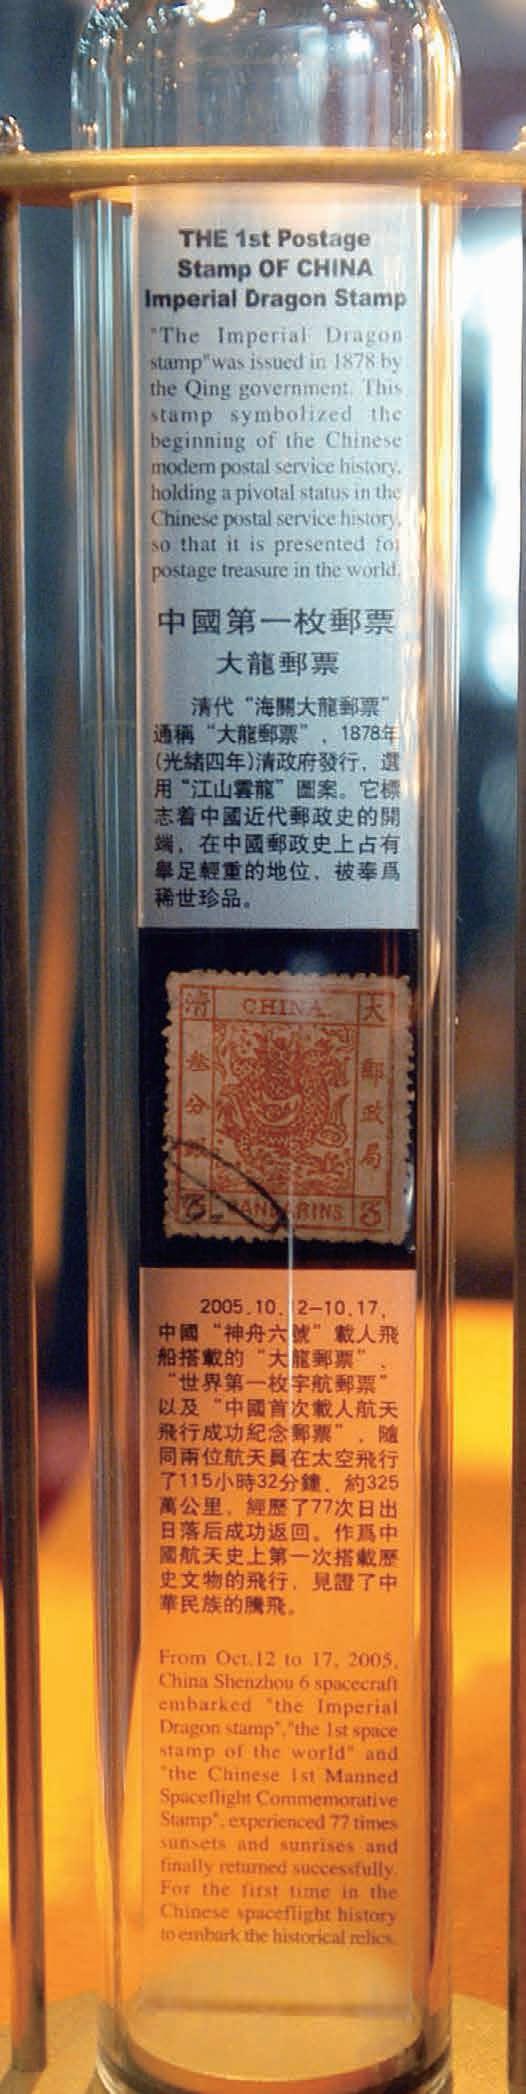 THE 1st Postage
Stamp OF CHINA
Imperial Dragon Stamp
"The Imperial Dragon
stamp"was issued in 1878 by
the Qing government. This
stamp symbolized the
beginning of the Chinese
modern postal service history,
holding a pivotal status in the
Chinese postal service history,
so that it is presented for
postage treasure in the world.
中國第一枚郵票
大龍郵票
清代“海關大龍郵票”
通稱“大龍郵票”，1878年
(光緒四年)清政府發行，選
用“江山雲龍”圖案。它標
志着中國近代郵政史的開
端，在中國郵政史上占有
舉足輕重的地位，被奉爲
稀世珍品。
清 CHINA 大
叁分
郵政局
3 CANDARINS 3
2005.10.12—10.17，
中國“神舟六號”載人飛
船搭載的“大龍郵票”、
“世界第一枚宇航郵票”
以及“中國首次載人航天
飛行成功紀念郵票”，隨
同兩位航天員在太空飛行
了115小時32分鐘，約325
萬公里，經歷了77次日出
日落后成功返回。作爲中
國航天史上第一次搭載歷
史文物的飛行，見證了中
華民族的騰飛。
From Oct.12 to 17, 2005,
China Shenzhou 6 spacecraft
embarked "the Imperial
Dragon stamp","the 1st space
stamp of the world" and
"the Chinese 1st Manned
Spaceflight Commemorative
Stamp", experienced 77 times
sunsets and sunrises and
finally returned successfully.
For the first time in the
Chinese spaceflight history
to embark the historical relics.